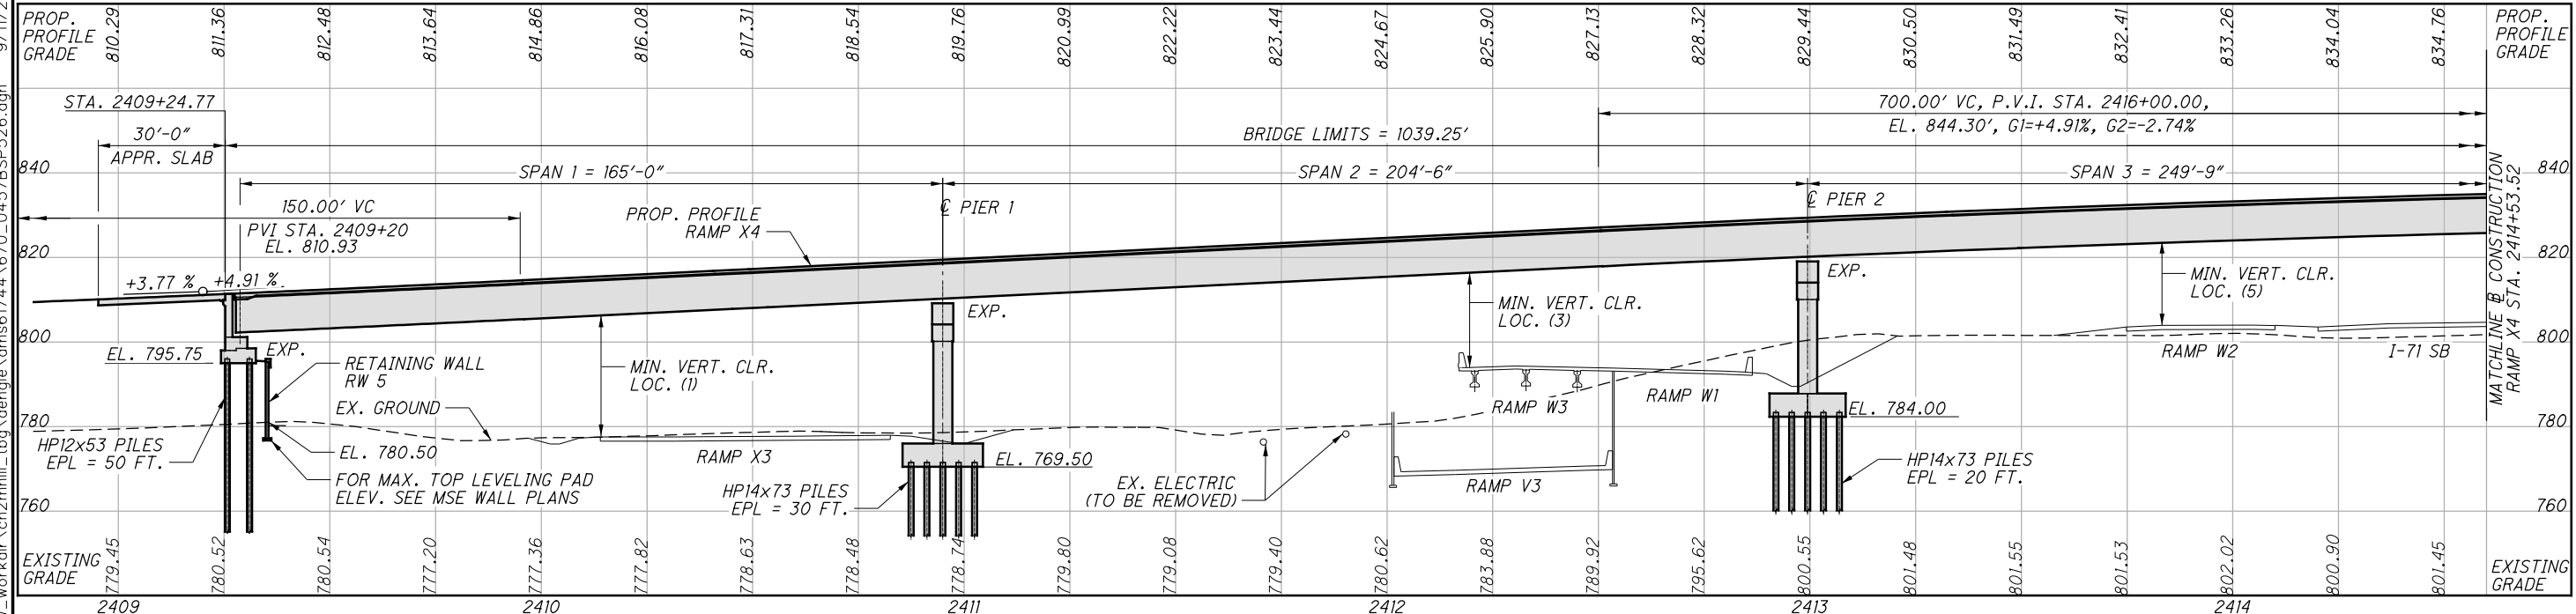 PROP.
PROFILE
GRADE
810.29
811.36
812.48
813.64
814.86
816.08
817.31
818.54
819.76
820.99
822.22
823.44
824.67
825.90
827.13
828.32
829.44
830.50
831.49
832.41
833.26
834.04
834.76
PROP.
PROFILE
GRADE
STA. 2409+24.77
30'-0"
APPR. SLAB
BRIDGE LIMITS = 1039.25'
700.00' VC, P.V.I. STA. 2416+00.00,
EL. 844.30', G1=+4.91%, G2=-2.74%
840
SPAN 1 = 165'-0"
SPAN 2 = 204'-6"
SPAN 3 = 249'-9"
840
150.00' VC
PVI STA. 2409+20
EL. 810.93
PROP. PROFILE
RAMP X4
℄ PIER 1
℄ PIER 2
MATCHLINE ℄ CONSTRUCTION
RAMP X4 STA. 2414+53.52
820
820
+3.77 %
+4.91 %
EXP.
EXP.
MIN. VERT. CLR.
LOC. (3)
MIN. VERT. CLR.
LOC. (5)
800
800
EL. 795.75
EXP.
RETAINING WALL
RW 5
MIN. VERT. CLR.
LOC. (1)
RAMP W2
I-71 SB
EX. GROUND
RAMP W3
RAMP W1
EL. 784.00
780
780
HP12x53 PILES
EPL = 50 FT.
EL. 780.50
RAMP X3
EL. 769.50
FOR MAX. TOP LEVELING PAD
ELEV. SEE MSE WALL PLANS
HP14x73 PILES
EPL = 30 FT.
EX. ELECTRIC
(TO BE REMOVED)
RAMP V3
HP14x73 PILES
EPL = 20 FT.
760
760
EXISTING
GRADE
779.45
780.52
780.54
777.20
777.36
777.82
778.63
778.48
778.74
779.80
779.08
779.40
780.62
783.88
789.92
795.62
800.55
801.48
801.55
801.53
802.02
800.90
801.45
EXISTING
GRADE
2409
2410
2411
2412
2413
2414